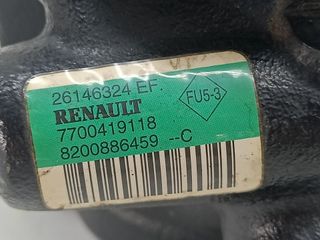 26146324 EF.
RENAULT
FU5-3
7700419118
8200886459 --C